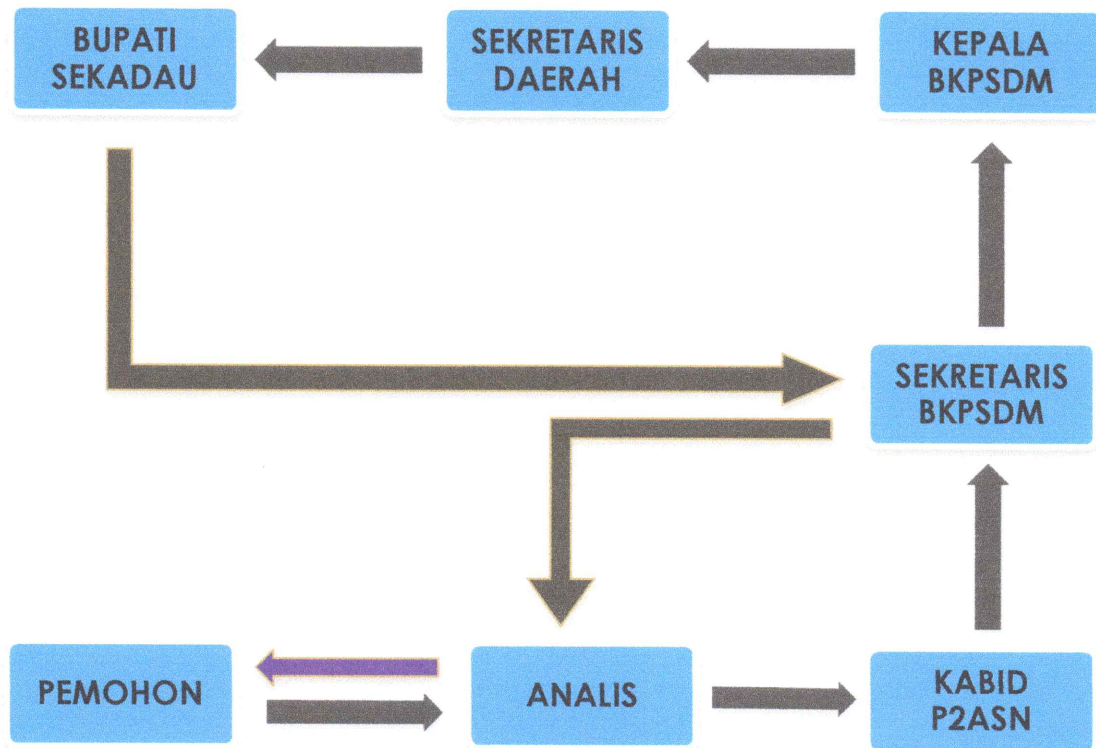 BUPATI
SEKADAU
SEKRETARIS
DAERAH
KEPALA
BKPSDM
SEKRETARIS
BKPSDM
PEMOHON
ANALIS
KABID
P2ASN